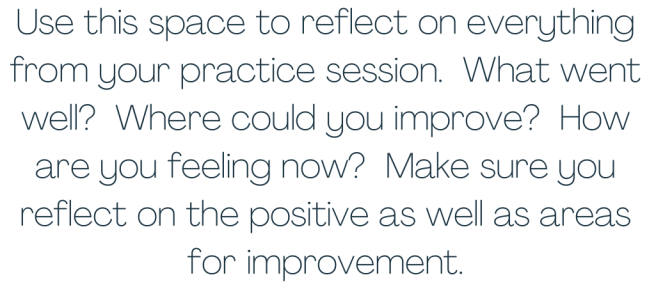 Use this space to reflect on everything
from your practice session.  What went
well?  Where could you improve?  How
are you feeling now?  Make sure you
reflect on the positive as well as areas
for improvement.